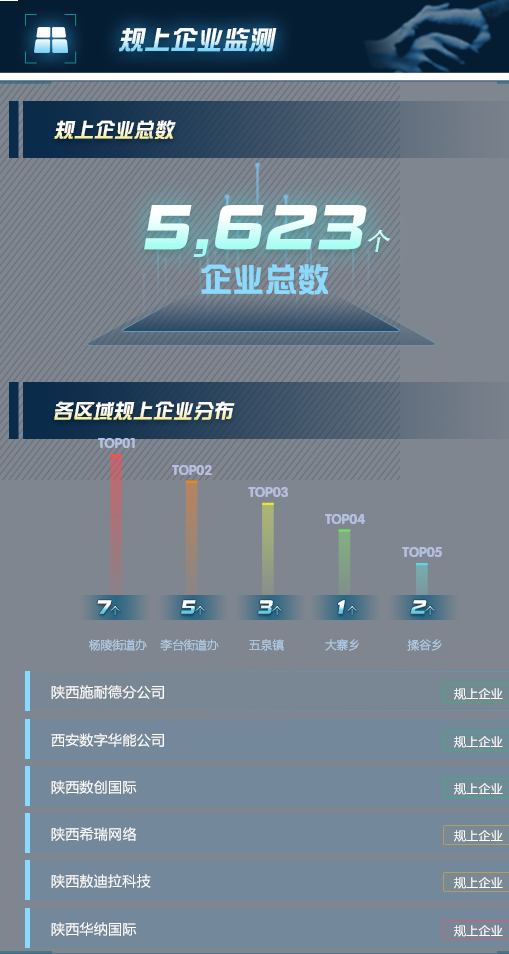 规上企业监测
规上企业总数
5,623个
企业总数
各区域规上企业分布
TOP01
TOP02
TOP03
TOP04
TOP05
7个 5个 3个 1个 2个
杨陵街道办 李台街道办 五泉镇 大寨乡 揉谷乡
陕西施耐德分公司 规上企业
西安数字华能公司 规上企业
陕西数创国际 规上企业
陕西希瑞网络 规上企业
陕西敖迪拉科技 规上企业
陕西华纳国际 规上企业